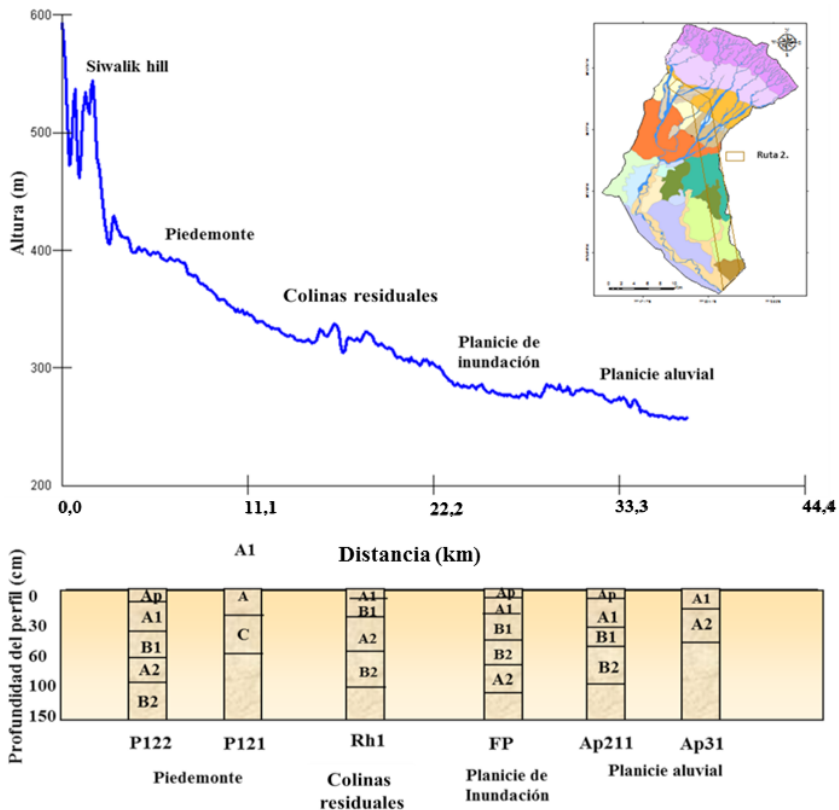 600
500
400
300
200
Altura (m)
Siwalik hill
Piedemonte
Colinas residuales
Planicie de
inundación
Planicie aluvial
Ruta 2.
0,0
11,1
22,2
33,3
44,4
Distancia (km)
A1
Profundidad del perfil (cm)
0
30
60
100
150
Ap
A1
B1
A2
B2
A
C
A1
B1
A2
B2
Ap
A1
B1
B2
A2
Ap
A1
B1
B2
A1
A2
P122
P121
Rh1
FP
Ap211
Ap31
Piedemonte
Colinas
residuales
Planicie de
Inundación
Planicie aluvial